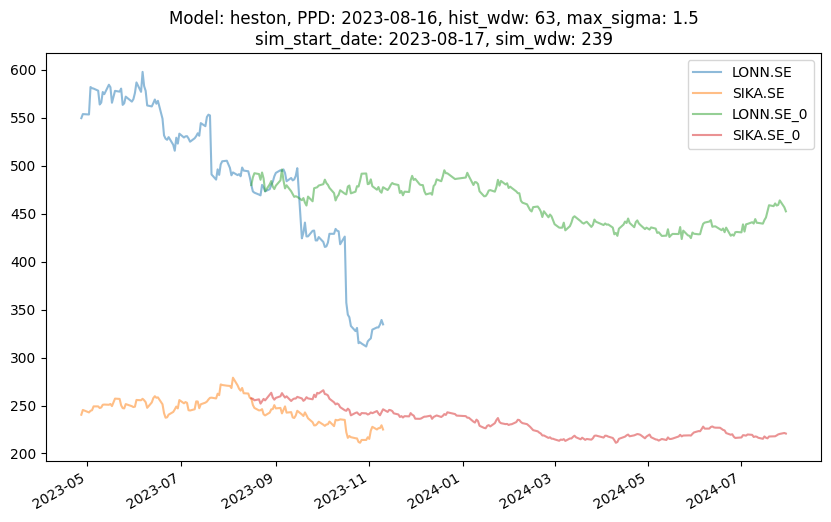 Model: heston, PPD: 2023-08-16, hist_wdw: 63, max_sigma: 1.5
sim_start_date: 2023-08-17, sim_wdw: 239
LONN.SE
SIKA.SE
LONN.SE_0
SIKA.SE_0
600
550
500
450
400
350
300
250
200
2023-05
2023-07
2023-09
2023-11
2024-01
2024-03
2024-05
2024-07